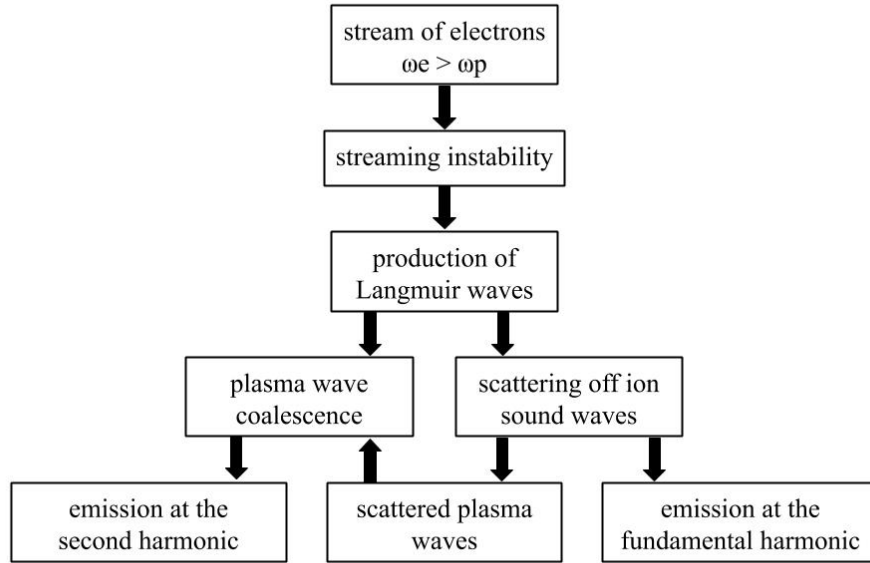 stream of electrons
ωe > ωp
streaming instability
production of
Langmuir waves
plasma wave
coalescence
scattering off ion
sound waves
emission at the
second harmonic
scattered plasma
waves
emission at the
fundamental harmonic